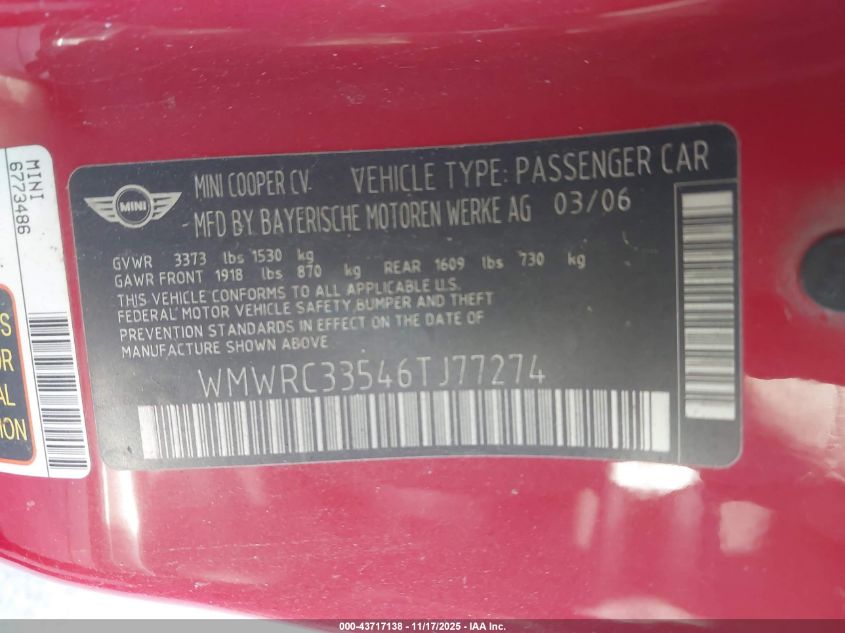 MINI
6773486
S
OR
AL
ION
MINI
MINI COOPER CV. VEHICLE TYPE: PASSENGER CAR
MFD BY BAYERISCHE MOTOREN WERKE AG 03/06
GVWR 3373 lbs 1530 kg
GAWR FRONT 1918 lbs 870 kg REAR 1609 lbs 730 kg
THIS VEHICLE CONFORMS TO ALL APPLICABLE U.S.
FEDERAL MOTOR VEHICLE SAFETY, BUMPER AND THEFT
PREVENTION STANDARDS IN EFFECT ON THE DATE OF
MANUFACTURE SHOWN ABOVE.
WMWRC33546TJ77274
000-43717138 - 11/17/2025 - IAA Inc.